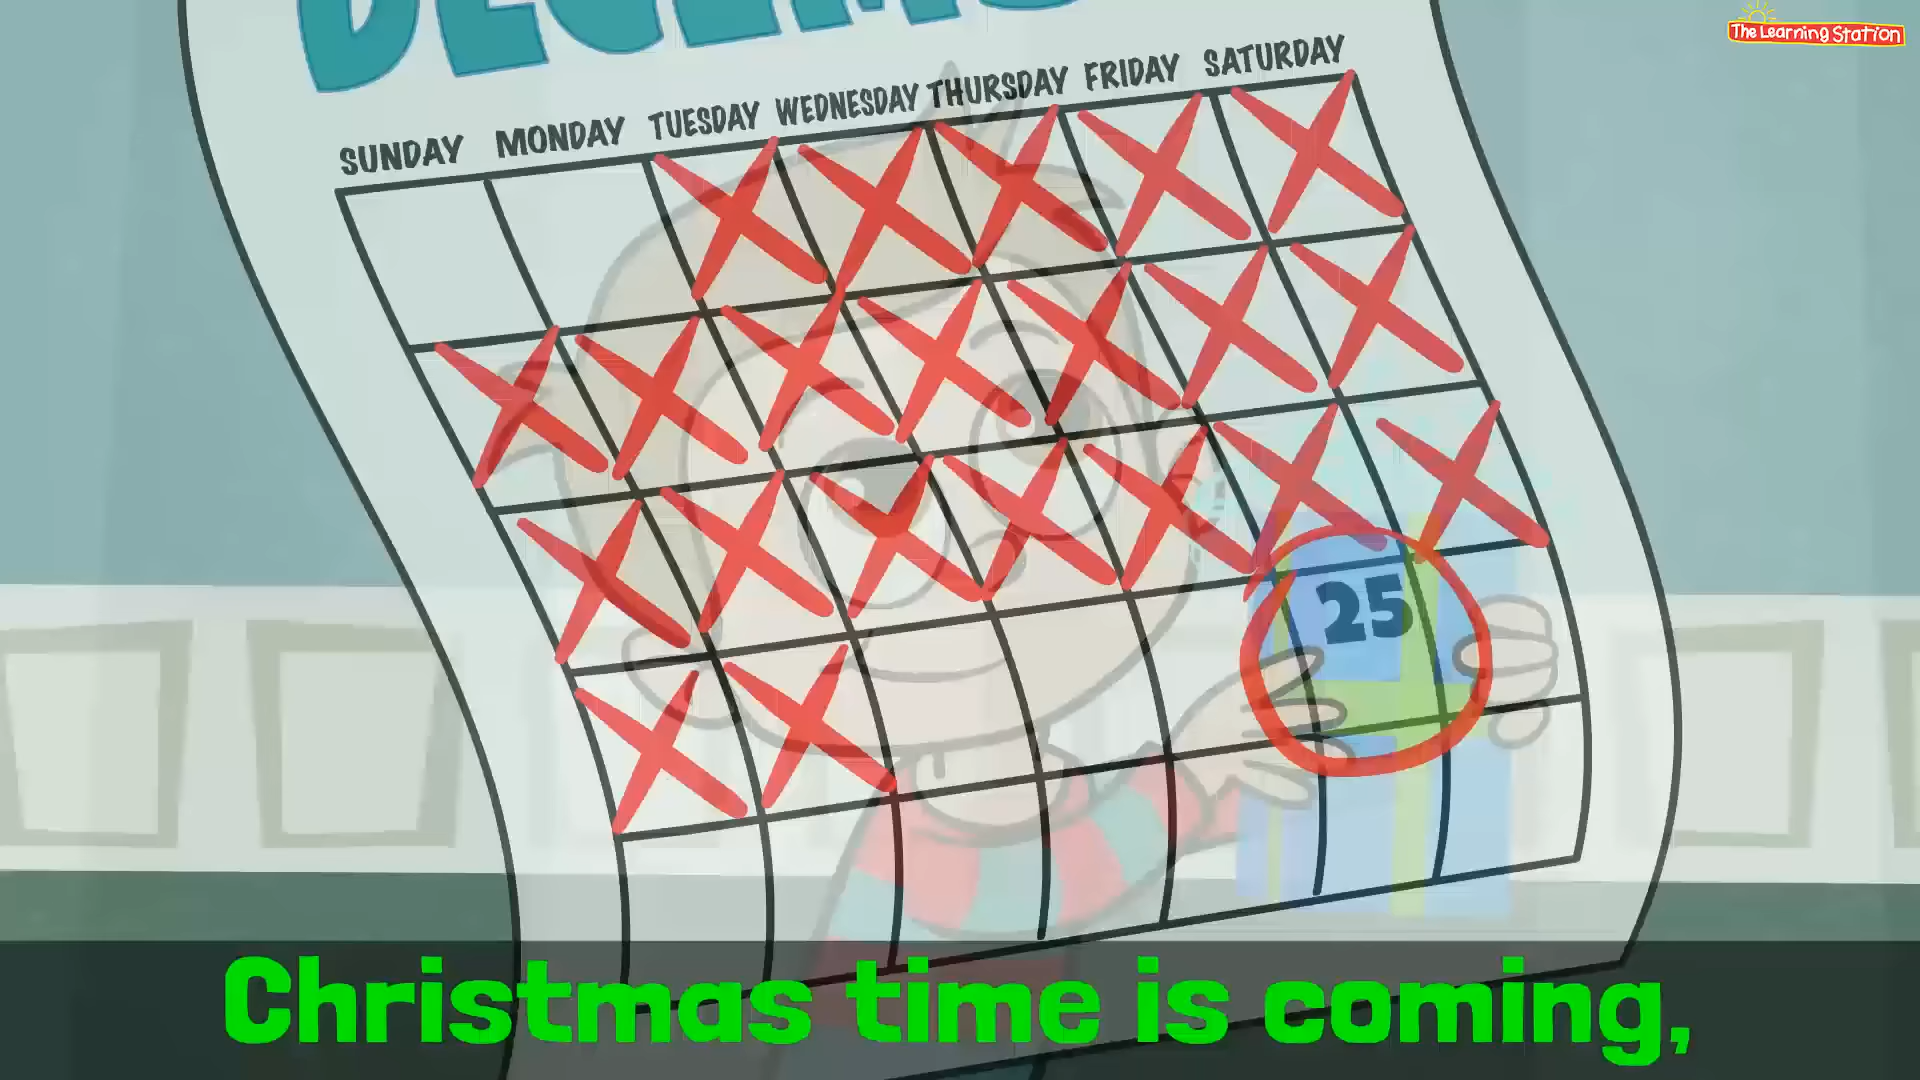 The Learning Station
SUNDAY MONDAY TUESDAY WEDNESDAY THURSDAY FRIDAY SATURDAY
25
Christmas time is coming,